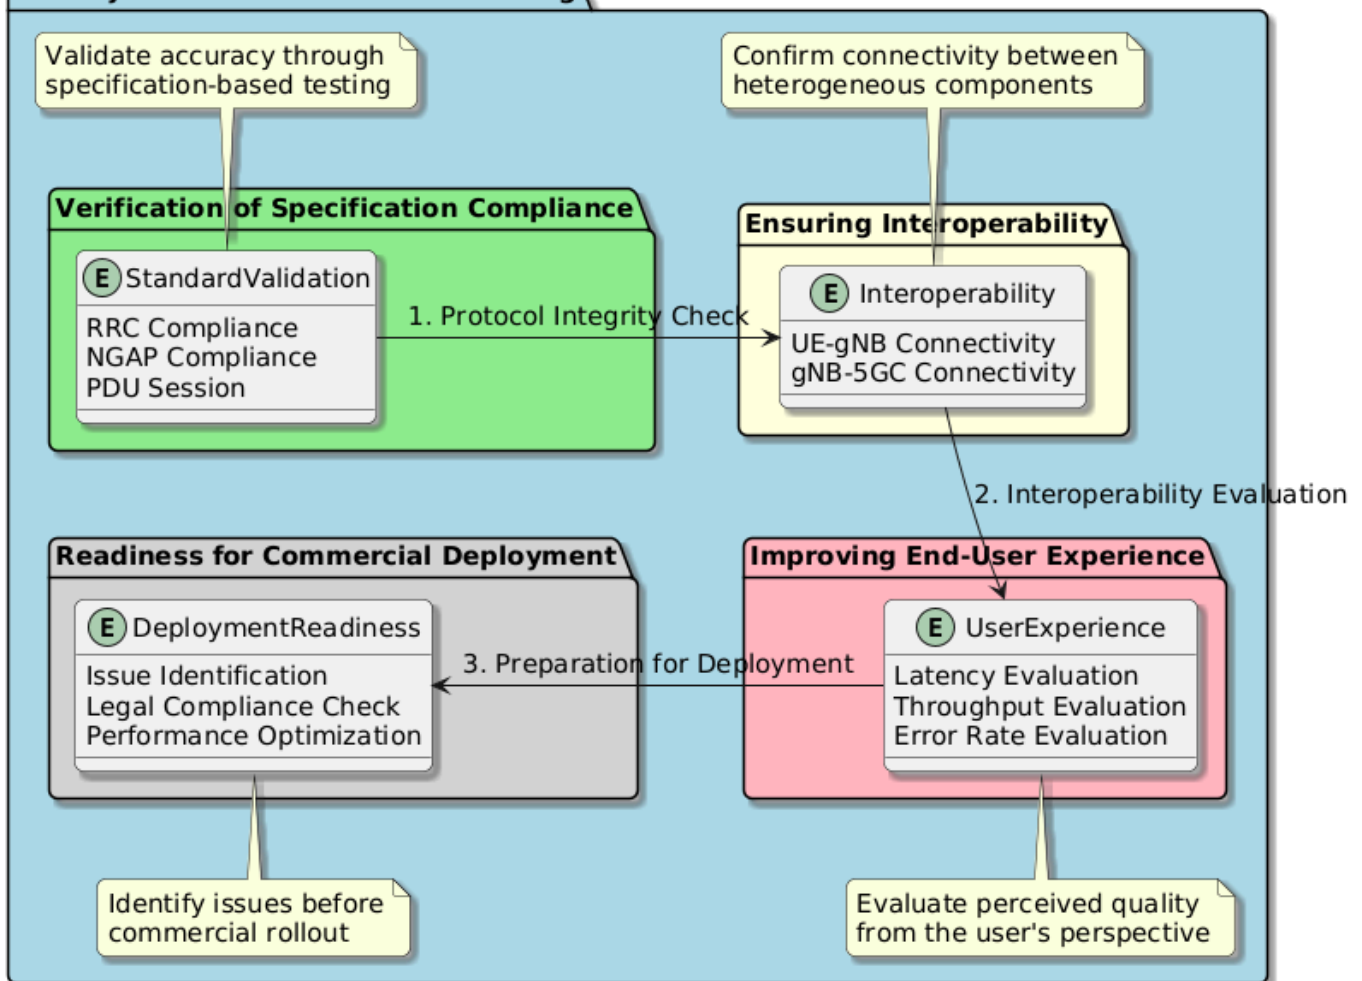 Validate accuracy through
specification-based testing
Confirm connectivity between
heterogeneous components
Verification of Specification Compliance
E StandardValidation
RRC Compliance
NGAP Compliance
PDU Session
1. Protocol Integrity Check
Ensuring Interoperability
E Interoperability
UE-gNB Connectivity
gNB-5GC Connectivity
2. Interoperability Evaluation
Readiness for Commercial Deployment
E DeploymentReadiness
Issue Identification
Legal Compliance Check
Performance Optimization
3. Preparation for Deployment
Improving End-User Experience
E UserExperience
Latency Evaluation
Throughput Evaluation
Error Rate Evaluation
Identify issues before
commercial rollout
Evaluate perceived quality
from the user's perspective